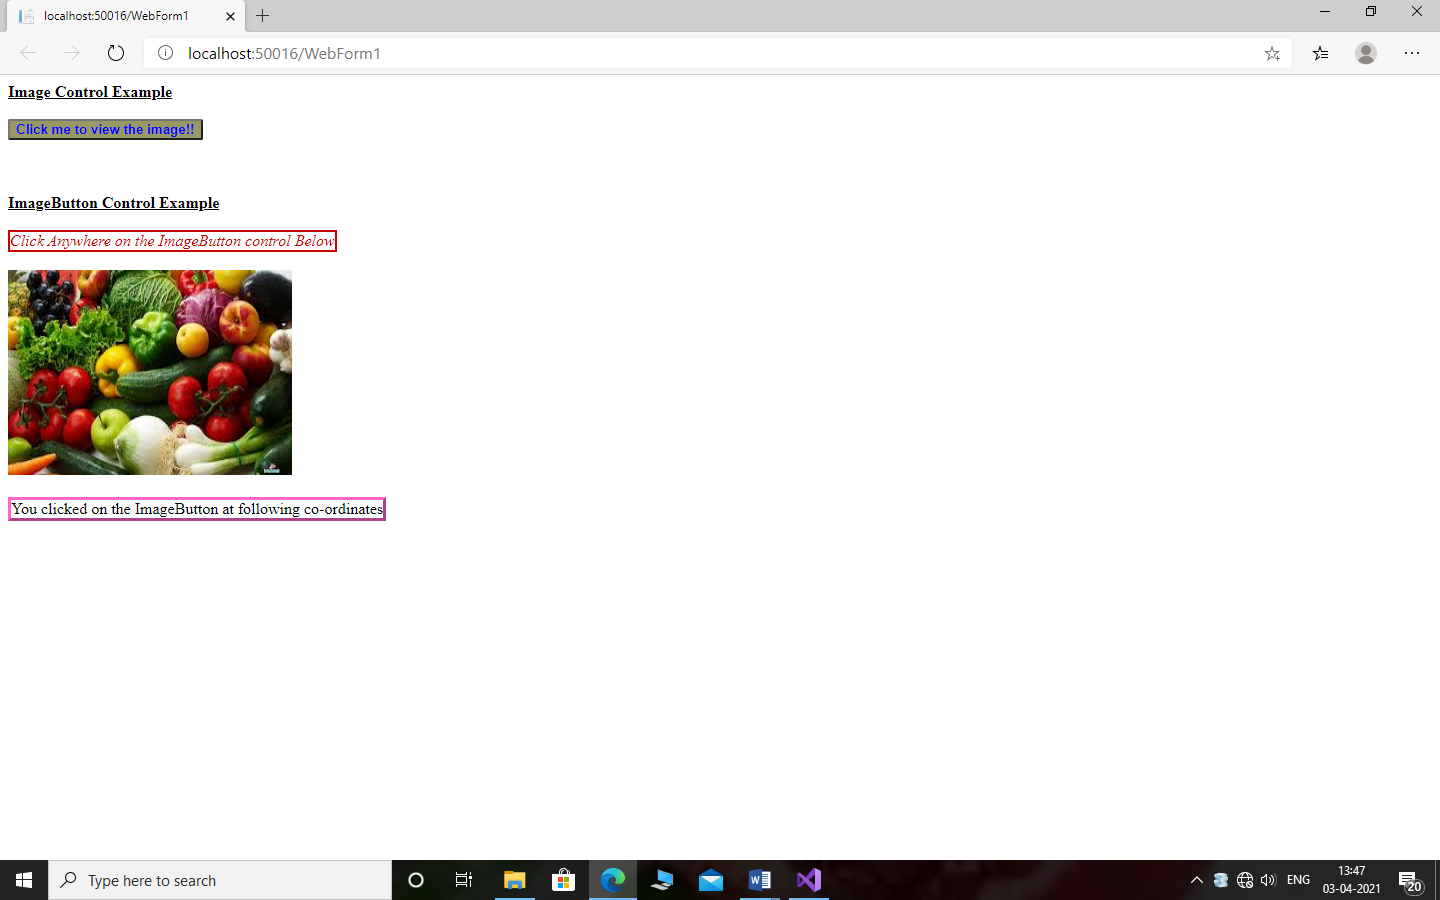 localhost:50016/WebForm1
localhost:50016/WebForm1
Image Control Example
Click me to view the image!!
ImageButton Control Example
Click Anywhere on the ImageButton control Below
You clicked on the ImageButton at following co-ordinates
Type here to search
ENG
13:47
03-04-2021
20